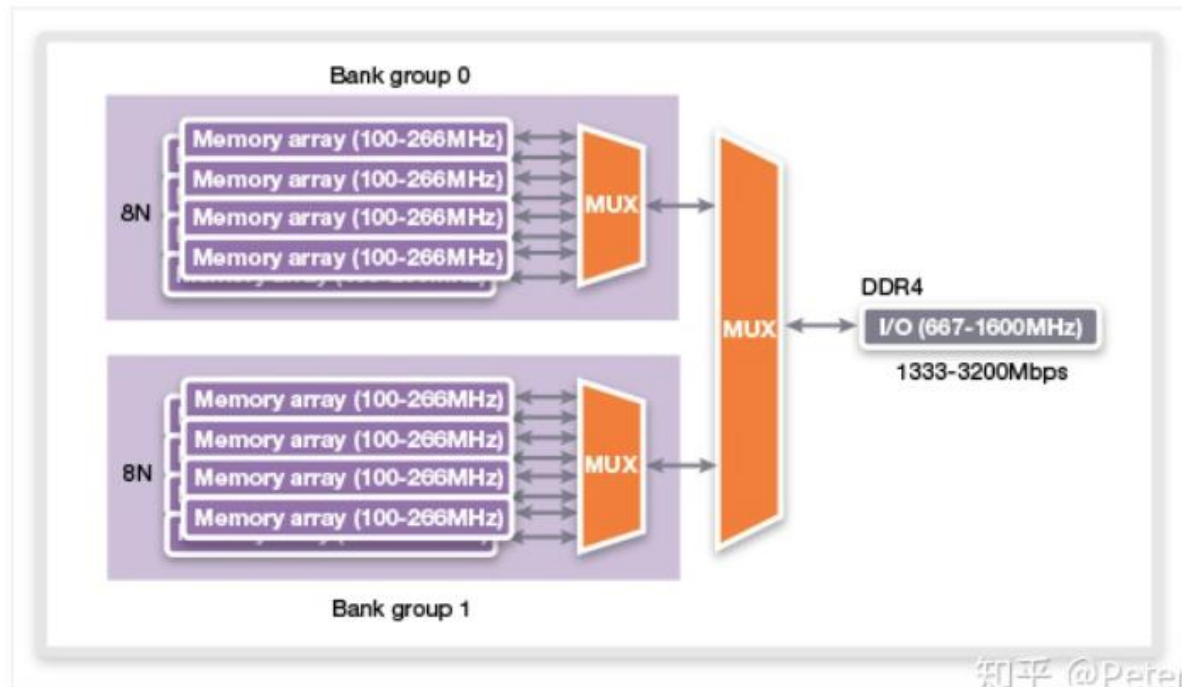 Bank group 0
8N
Memory array (100-266MHz)
Memory array (100-266MHz)
Memory array (100-266MHz)
Memory array (100-266MHz)
MUX
MUX
DDR4
I/O (667-1600MHz)
1333-3200Mbps
8N
Memory array (100-266MHz)
Memory array (100-266MHz)
Memory array (100-266MHz)
Memory array (100-266MHz)
MUX
Bank group 1
知乎 @Peter